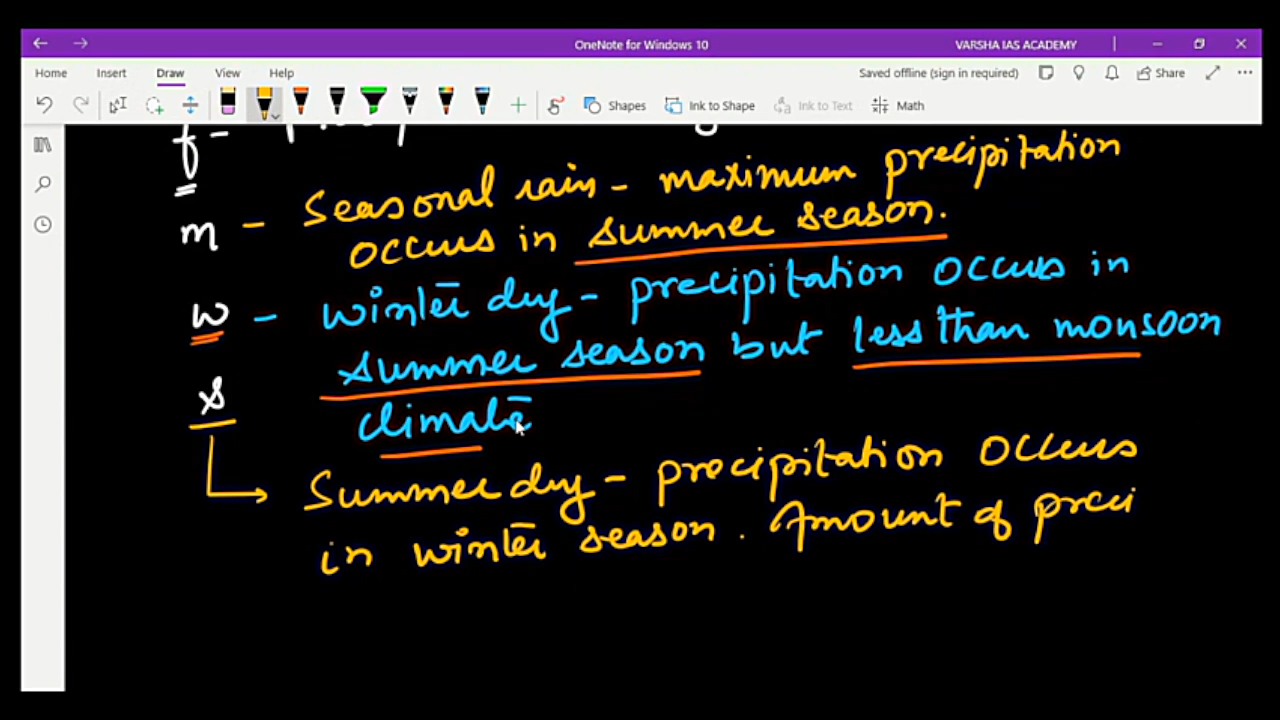 OneNote for Windows 10
VARSHA IAS ACADEMY
Home Insert Draw View Help
Saved offline (sign in required)
Share
Shapes
Ink to Shape
Ink to Text
Math
f -
m - Seasonal rain - maximum precipitation
occurs in summer season.
w - winter dry - precipitation occurs in
summer season but less than monsoon
climate
s
Summer dry - precipitation occurs
in winter season. Amount of preci